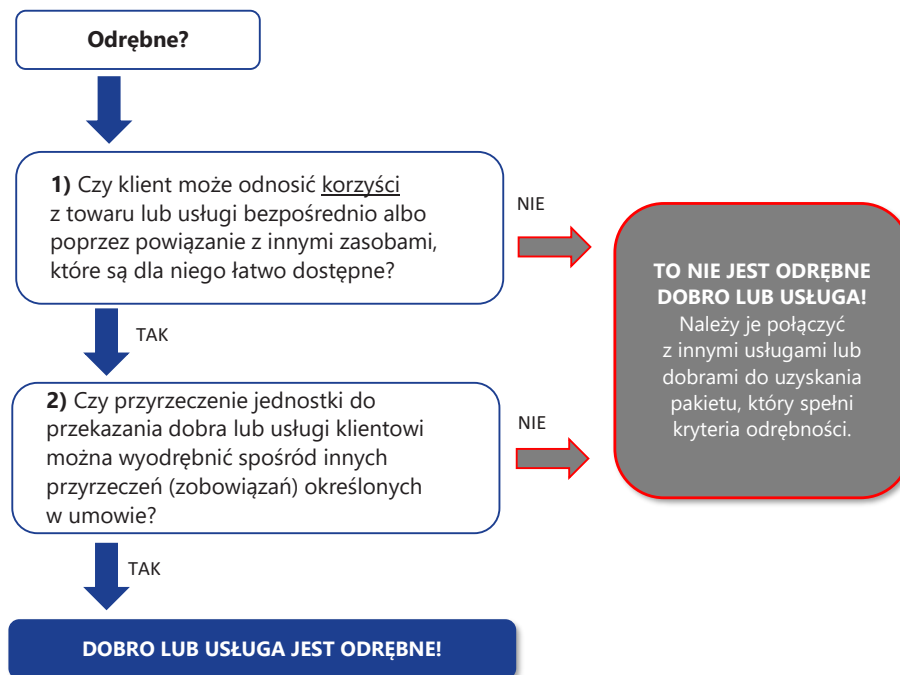 Odrębne?
1) Czy klient może odnosić korzyści
z towaru lub usługi bezpośrednio albo
poprzez powiązanie z innymi zasobami,
które są dla niego łatwo dostępne?
NIE
TAK
2) Czy przyrzeczenie jednostki do
przekazania dobra lub usługi klientowi
można wyodrębnić spośród innych
przyrzeczeń (zobowiązań) określonych
w umowie?
NIE
TO NIE JEST ODRĘBNE
DOBRO LUB USŁUGA!
Należy je połączyć
z innymi usługami lub
dobrami do uzyskania
pakietu, który spełni
kryteria odrębności.
TAK
DOBRO LUB USŁUGA JEST ODRĘBNE!